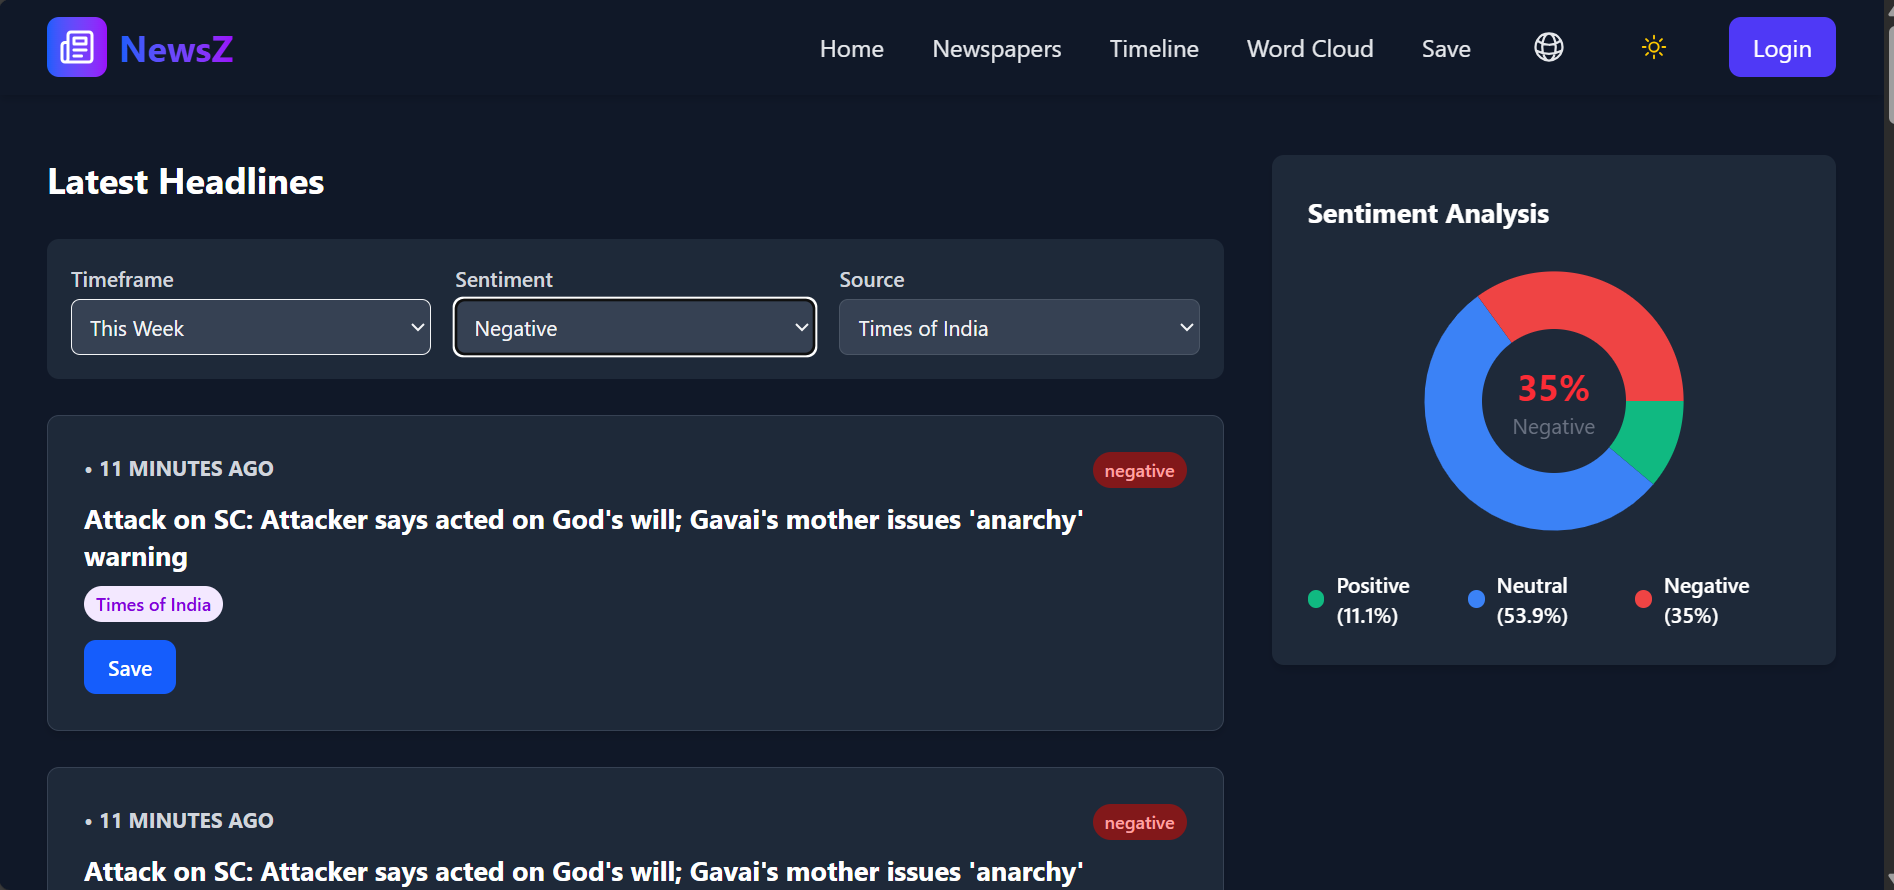 NewsZ
Home
Newspapers
Timeline
Word Cloud
Save
Login
Latest Headlines
Timeframe
This Week
Sentiment
Negative
Source
Times of India
• 11 MINUTES AGO
negative
Attack on SC: Attacker says acted on God's will; Gavai's mother issues 'anarchy'
warning
Times of India
Save
• 11 MINUTES AGO
negative
Attack on SC: Attacker says acted on God's will; Gavai's mother issues 'anarchy'
Sentiment Analysis
35%
Negative
Positive
(11.1%)
Neutral
(53.9%)
Negative
(35%)